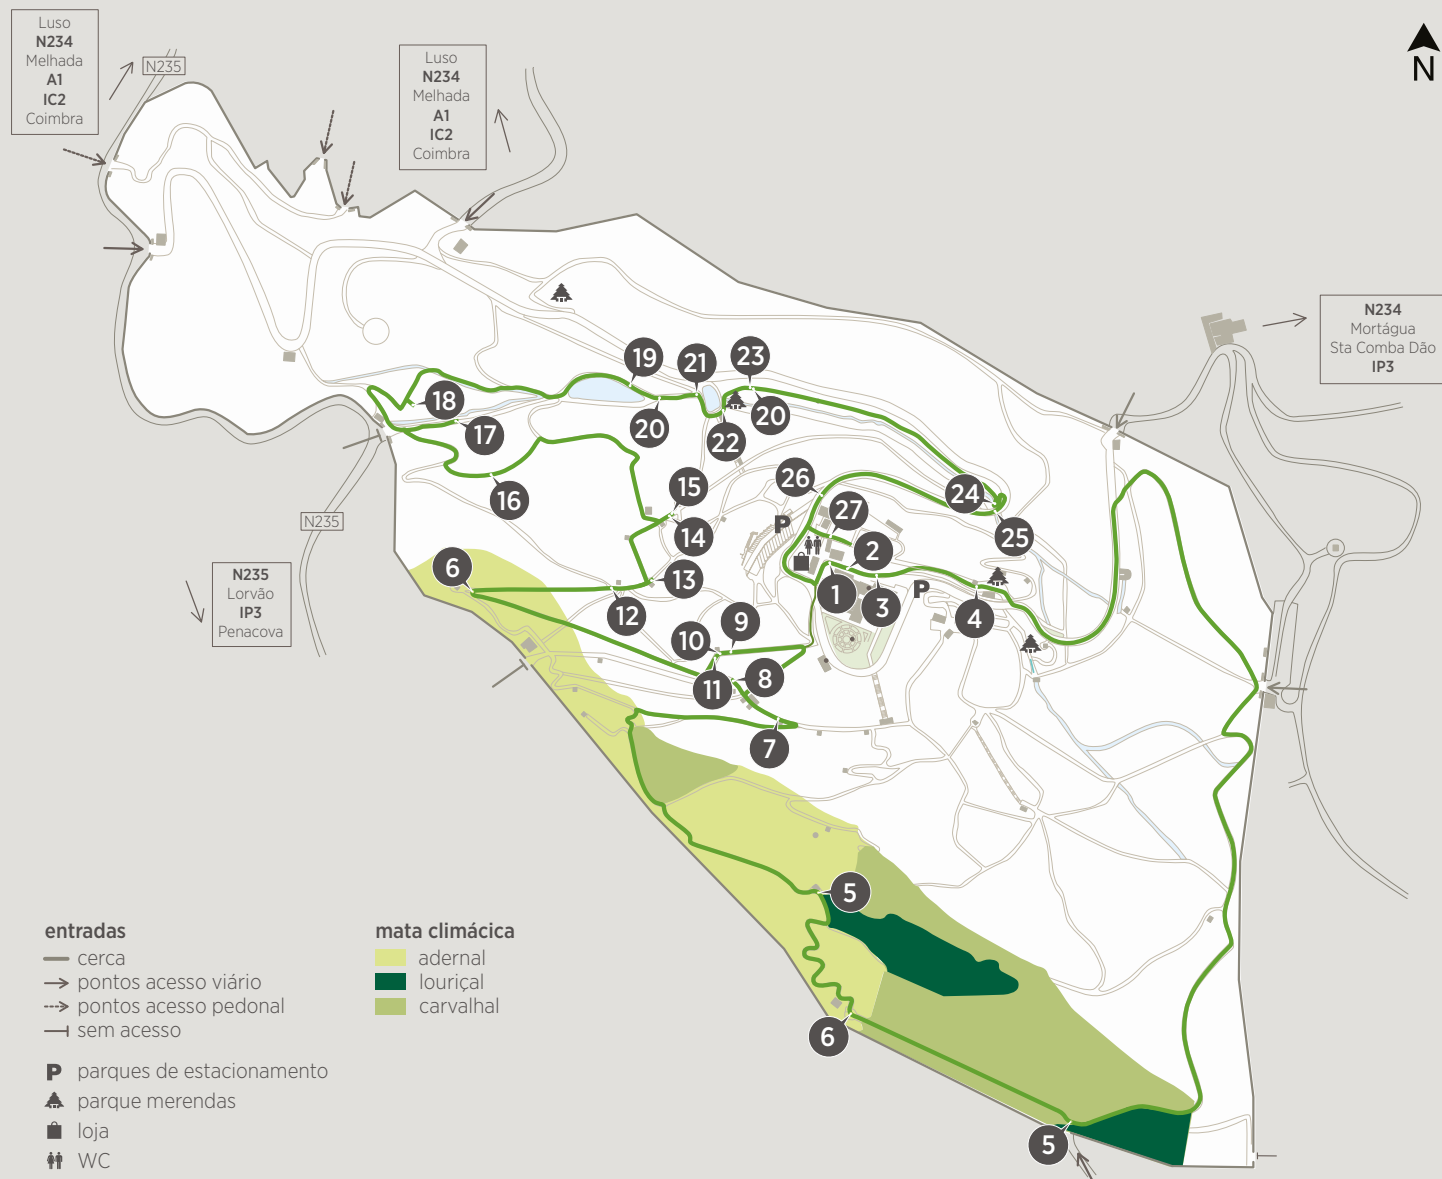 Luso
N234
Melhada
A1
IC2
Coimbra
N235
Luso
N234
Melhada
A1
IC2
Coimbra
N
N234
Mortágua
Sta Comba Dão
IP3
19
21
23
18
20
22
20
17
16
15
26
24
27
P
25
14
2
6
13
1
3
P
4
12
9
10
8
11
7
N235
N235
Lorvão
IP3
Penacova
5
6
5
entradas
cerca
pontos acesso viário
pontos acesso pedonal
sem acesso
P parques de estacionamento
parque merendas
loja
WC
mata climácica
adernal
louriçal
carvalhal